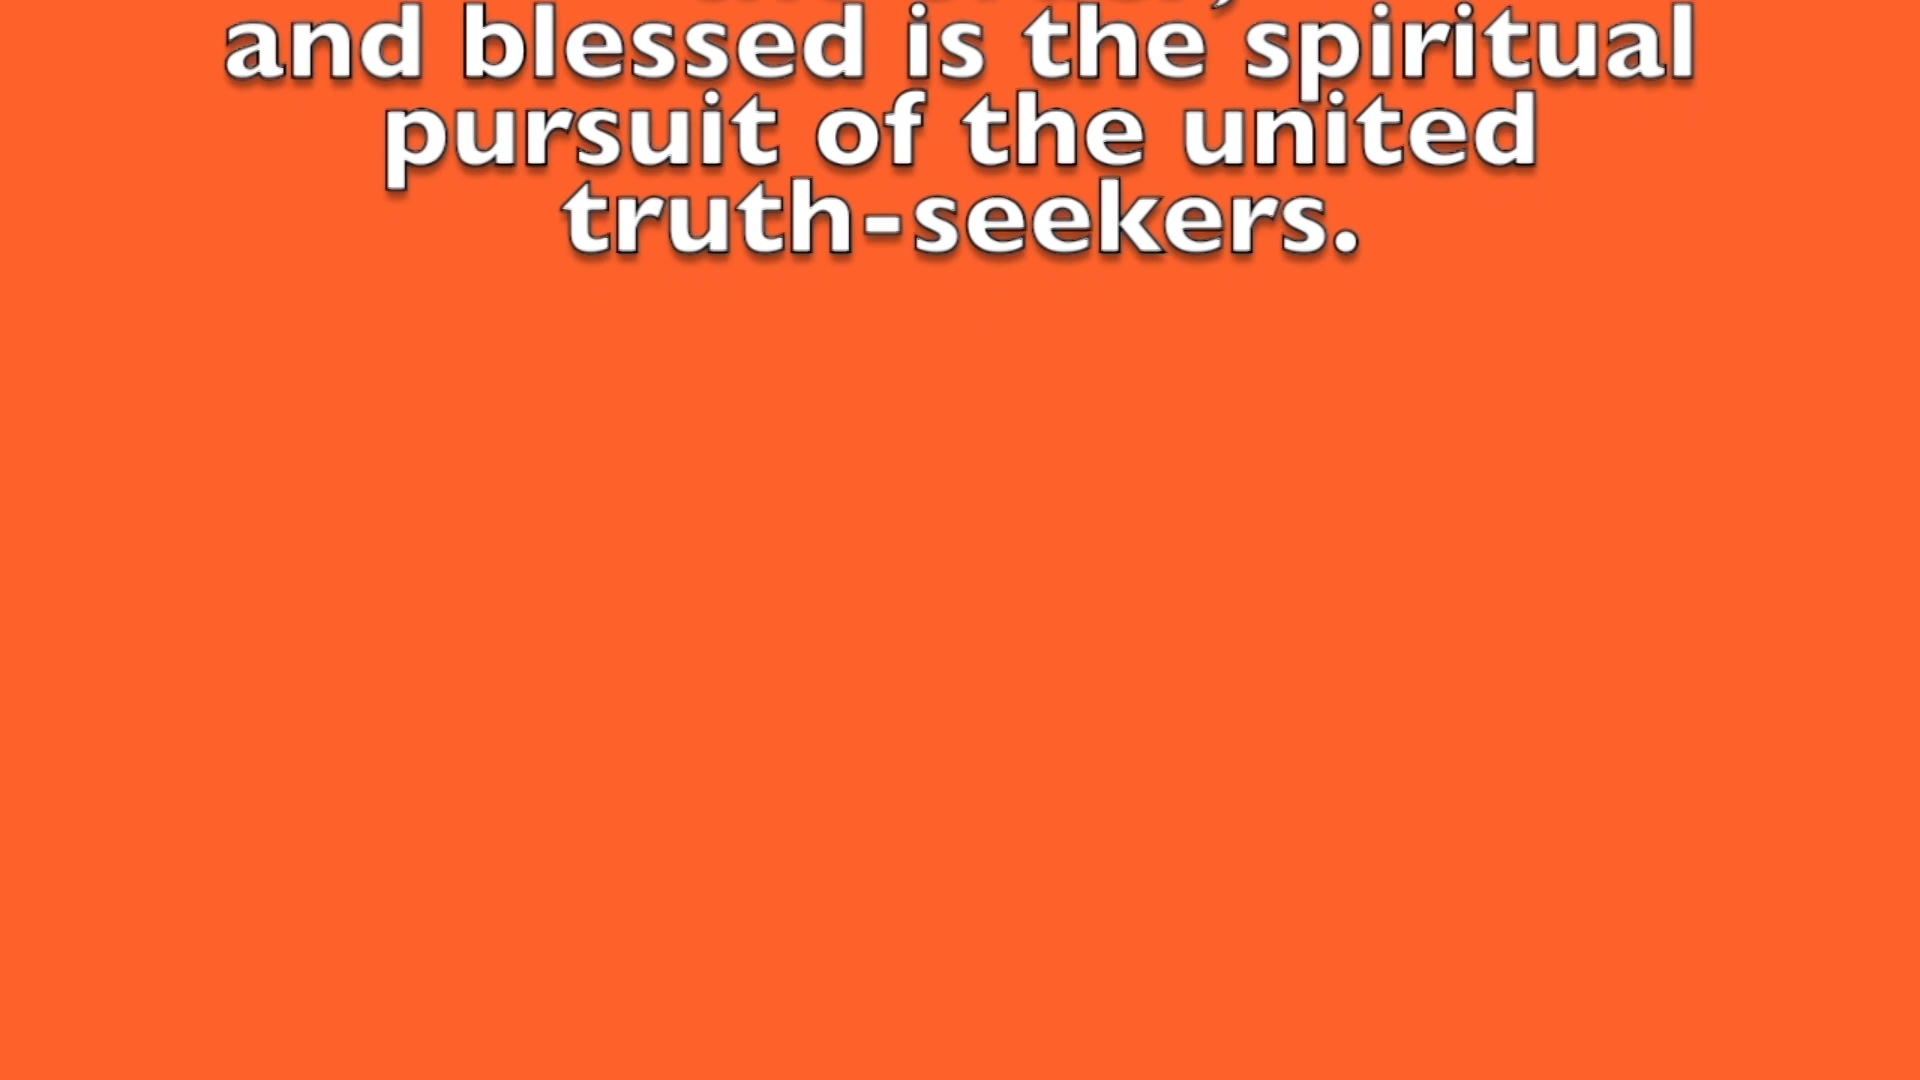 and blessed is the spiritual
pursuit of the united
truth-seekers.